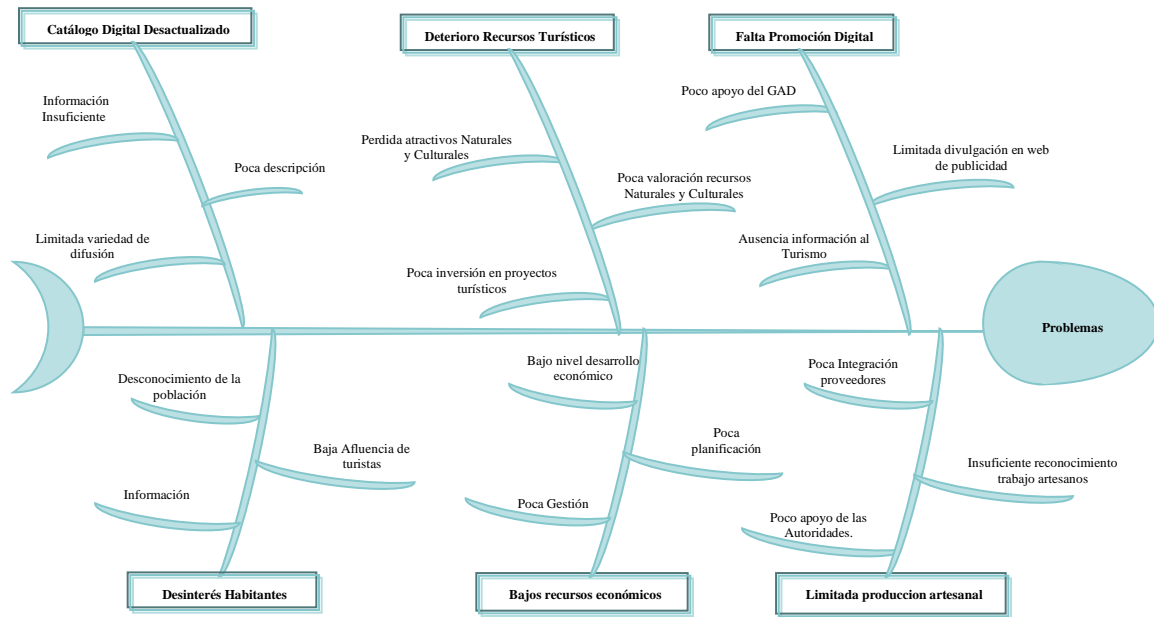 Catálogo Digital Desactualizado
Deterioro Recursos Turísticos
Falta Promoción Digital
Información
Insuficiente
Poca descripción
Limitada variedad de
difusión
Perdida atractivos Naturales
y Culturales
Poca valoración recursos
Naturales y Culturales
Poca inversión en proyectos
turísticos
Poco apoyo del GAD
Limitada divulgación en web
de publicidad
Ausencia información al
Turismo
Problemas
Desconocimiento de la
población
Baja Afluencia de
turistas
Información
Bajo nivel desarrollo
económico
Poca
planificación
Poca Gestión
Poca Integración
proveedores
Insuficiente reconocimiento
trabajo artesanos
Poco apoyo de las
Autoridades.
Desinterés Habitantes
Bajos recursos económicos
Limitada produccion artesanal